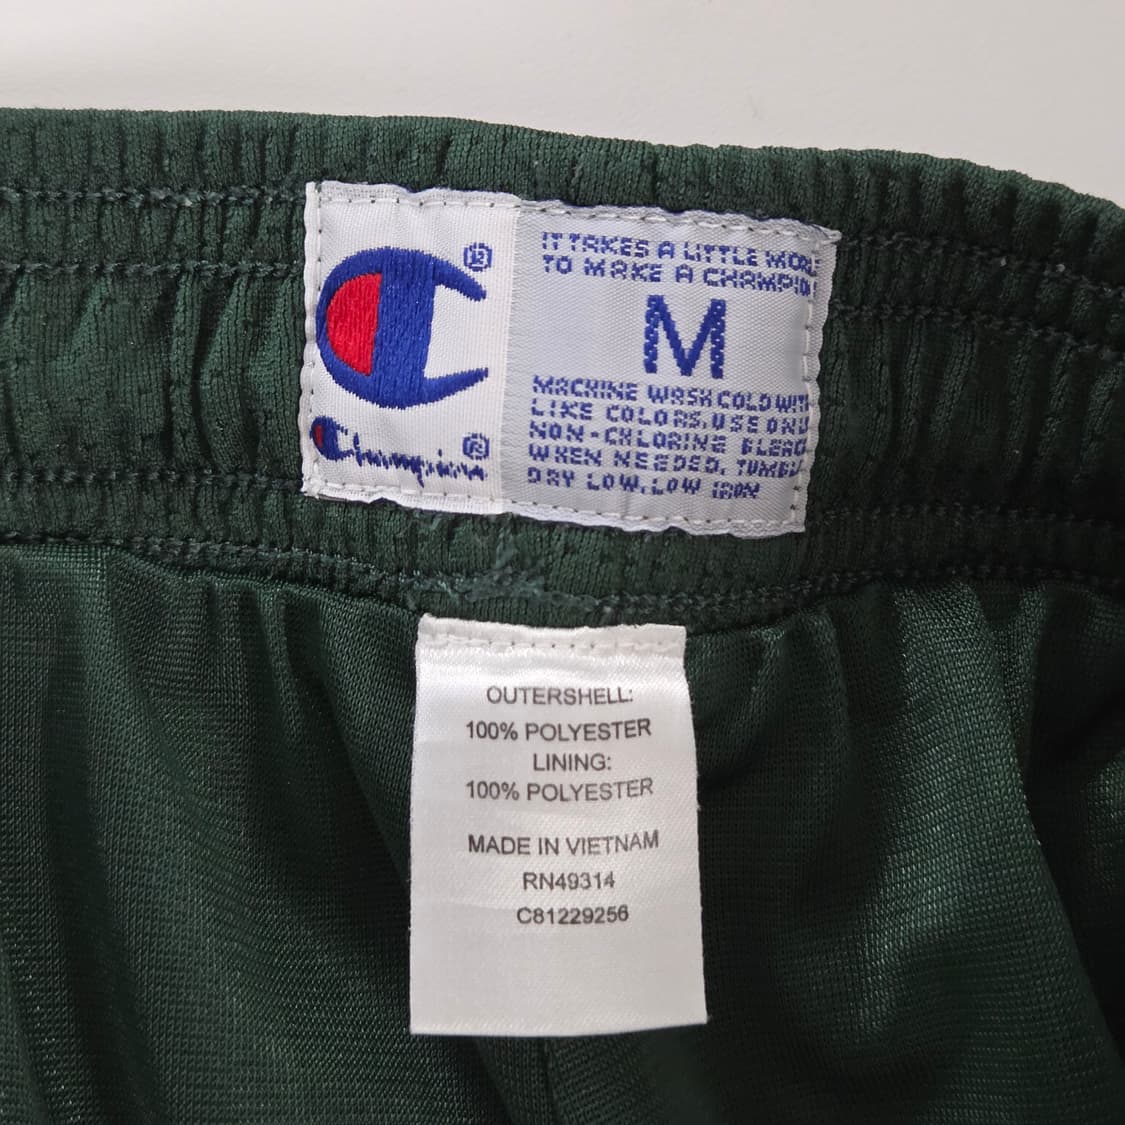 IT TAKES A LITTLE MORE
TO MAKE A CHAMPION
M
MACHINE WASH COLD WITH
LIKE COLORS, USE ONLY
NON-CHLORINE BLEACH
WHEN NEEDED. TUMBLE
DRY LOW. LOW IRON
Champion
OUTERSHELL:
100% POLYESTER
LINING:
100% POLYESTER
MADE IN VIETNAM
RN49314
C81229256